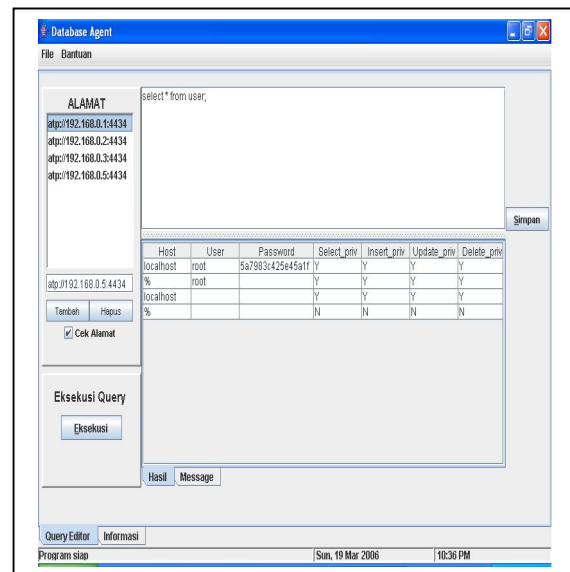 Database Agent
File Bantuan
ALAMAT
atp://192.168.0.1:4434
atp://192.168.0.2:4434
atp://192.168.0.3:4434
atp://192.168.0.5:4434
atp://192.168.0.5:4434
Tambah Hapus
Cek Alamat
Eksekusi Query
Eksekusi
select * from user;
Simpan
Host User Password Select_priv Insert_priv Update_priv Delete_priv
localhost root 5a7983c425e45a1f Y Y Y Y
% root Y Y Y Y
localhost Y Y Y Y
% N N N N
Hasil Message
Query Editor Informasi
Program siap Sun, 19 Mar 2006 10:36 PM